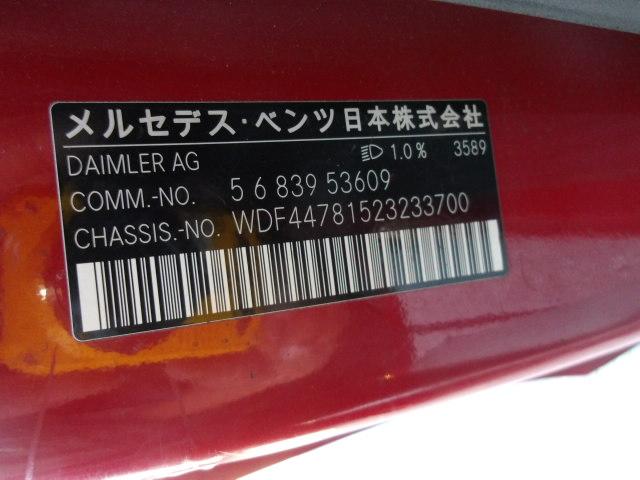 メルセデス・ベンツ日本株式会社
DAIMLER AG 1.0% 3589
COMM.-NO. 5 6 839 53609
CHASSIS.-NO. WDF44781523233700